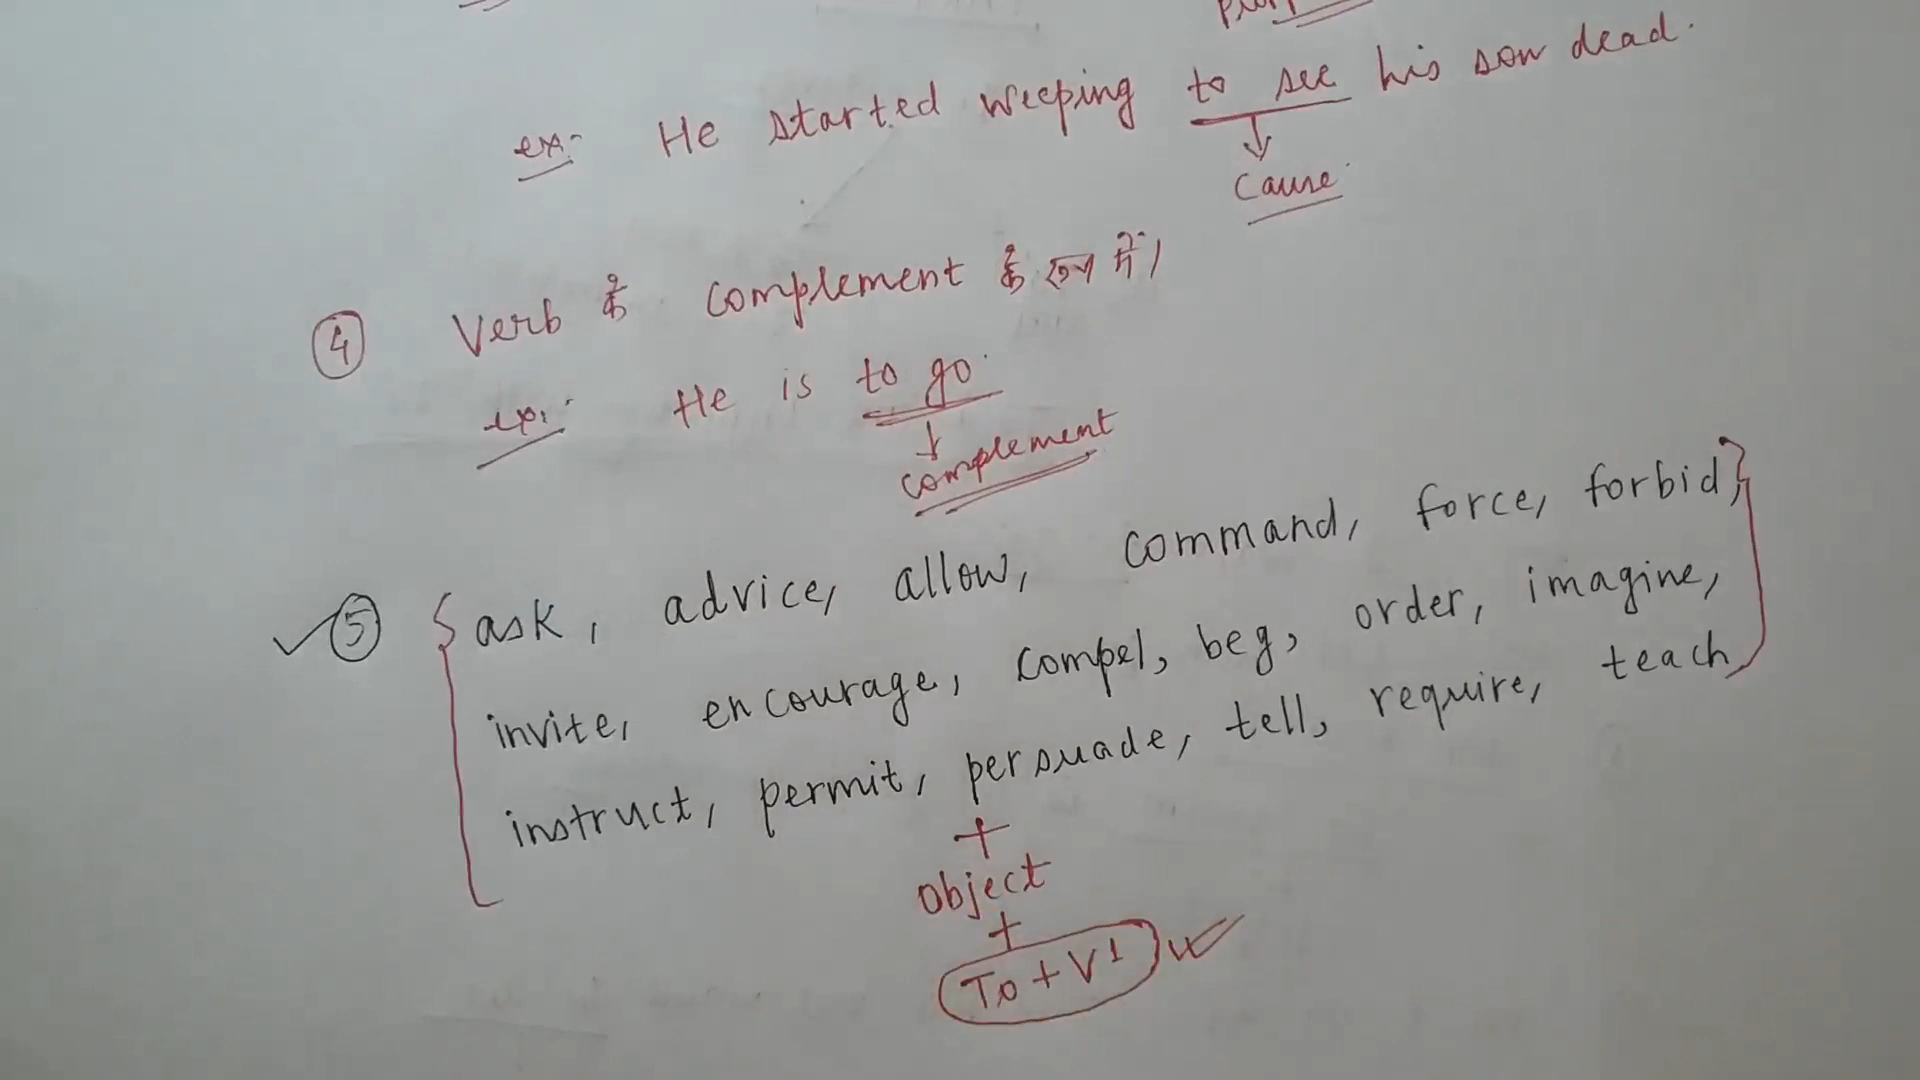 ex:- He started weeping to see his son dead.
Cause
④ Verb के complement के रूप में।
ex:- He is to go.
complement
⑤ {ask, advice, allow, command, force, forbid,}
invite, encourage, compel, beg, order, imagine,
instruct, permit, persuade, tell, require, teach
+
Object
+
To + V1